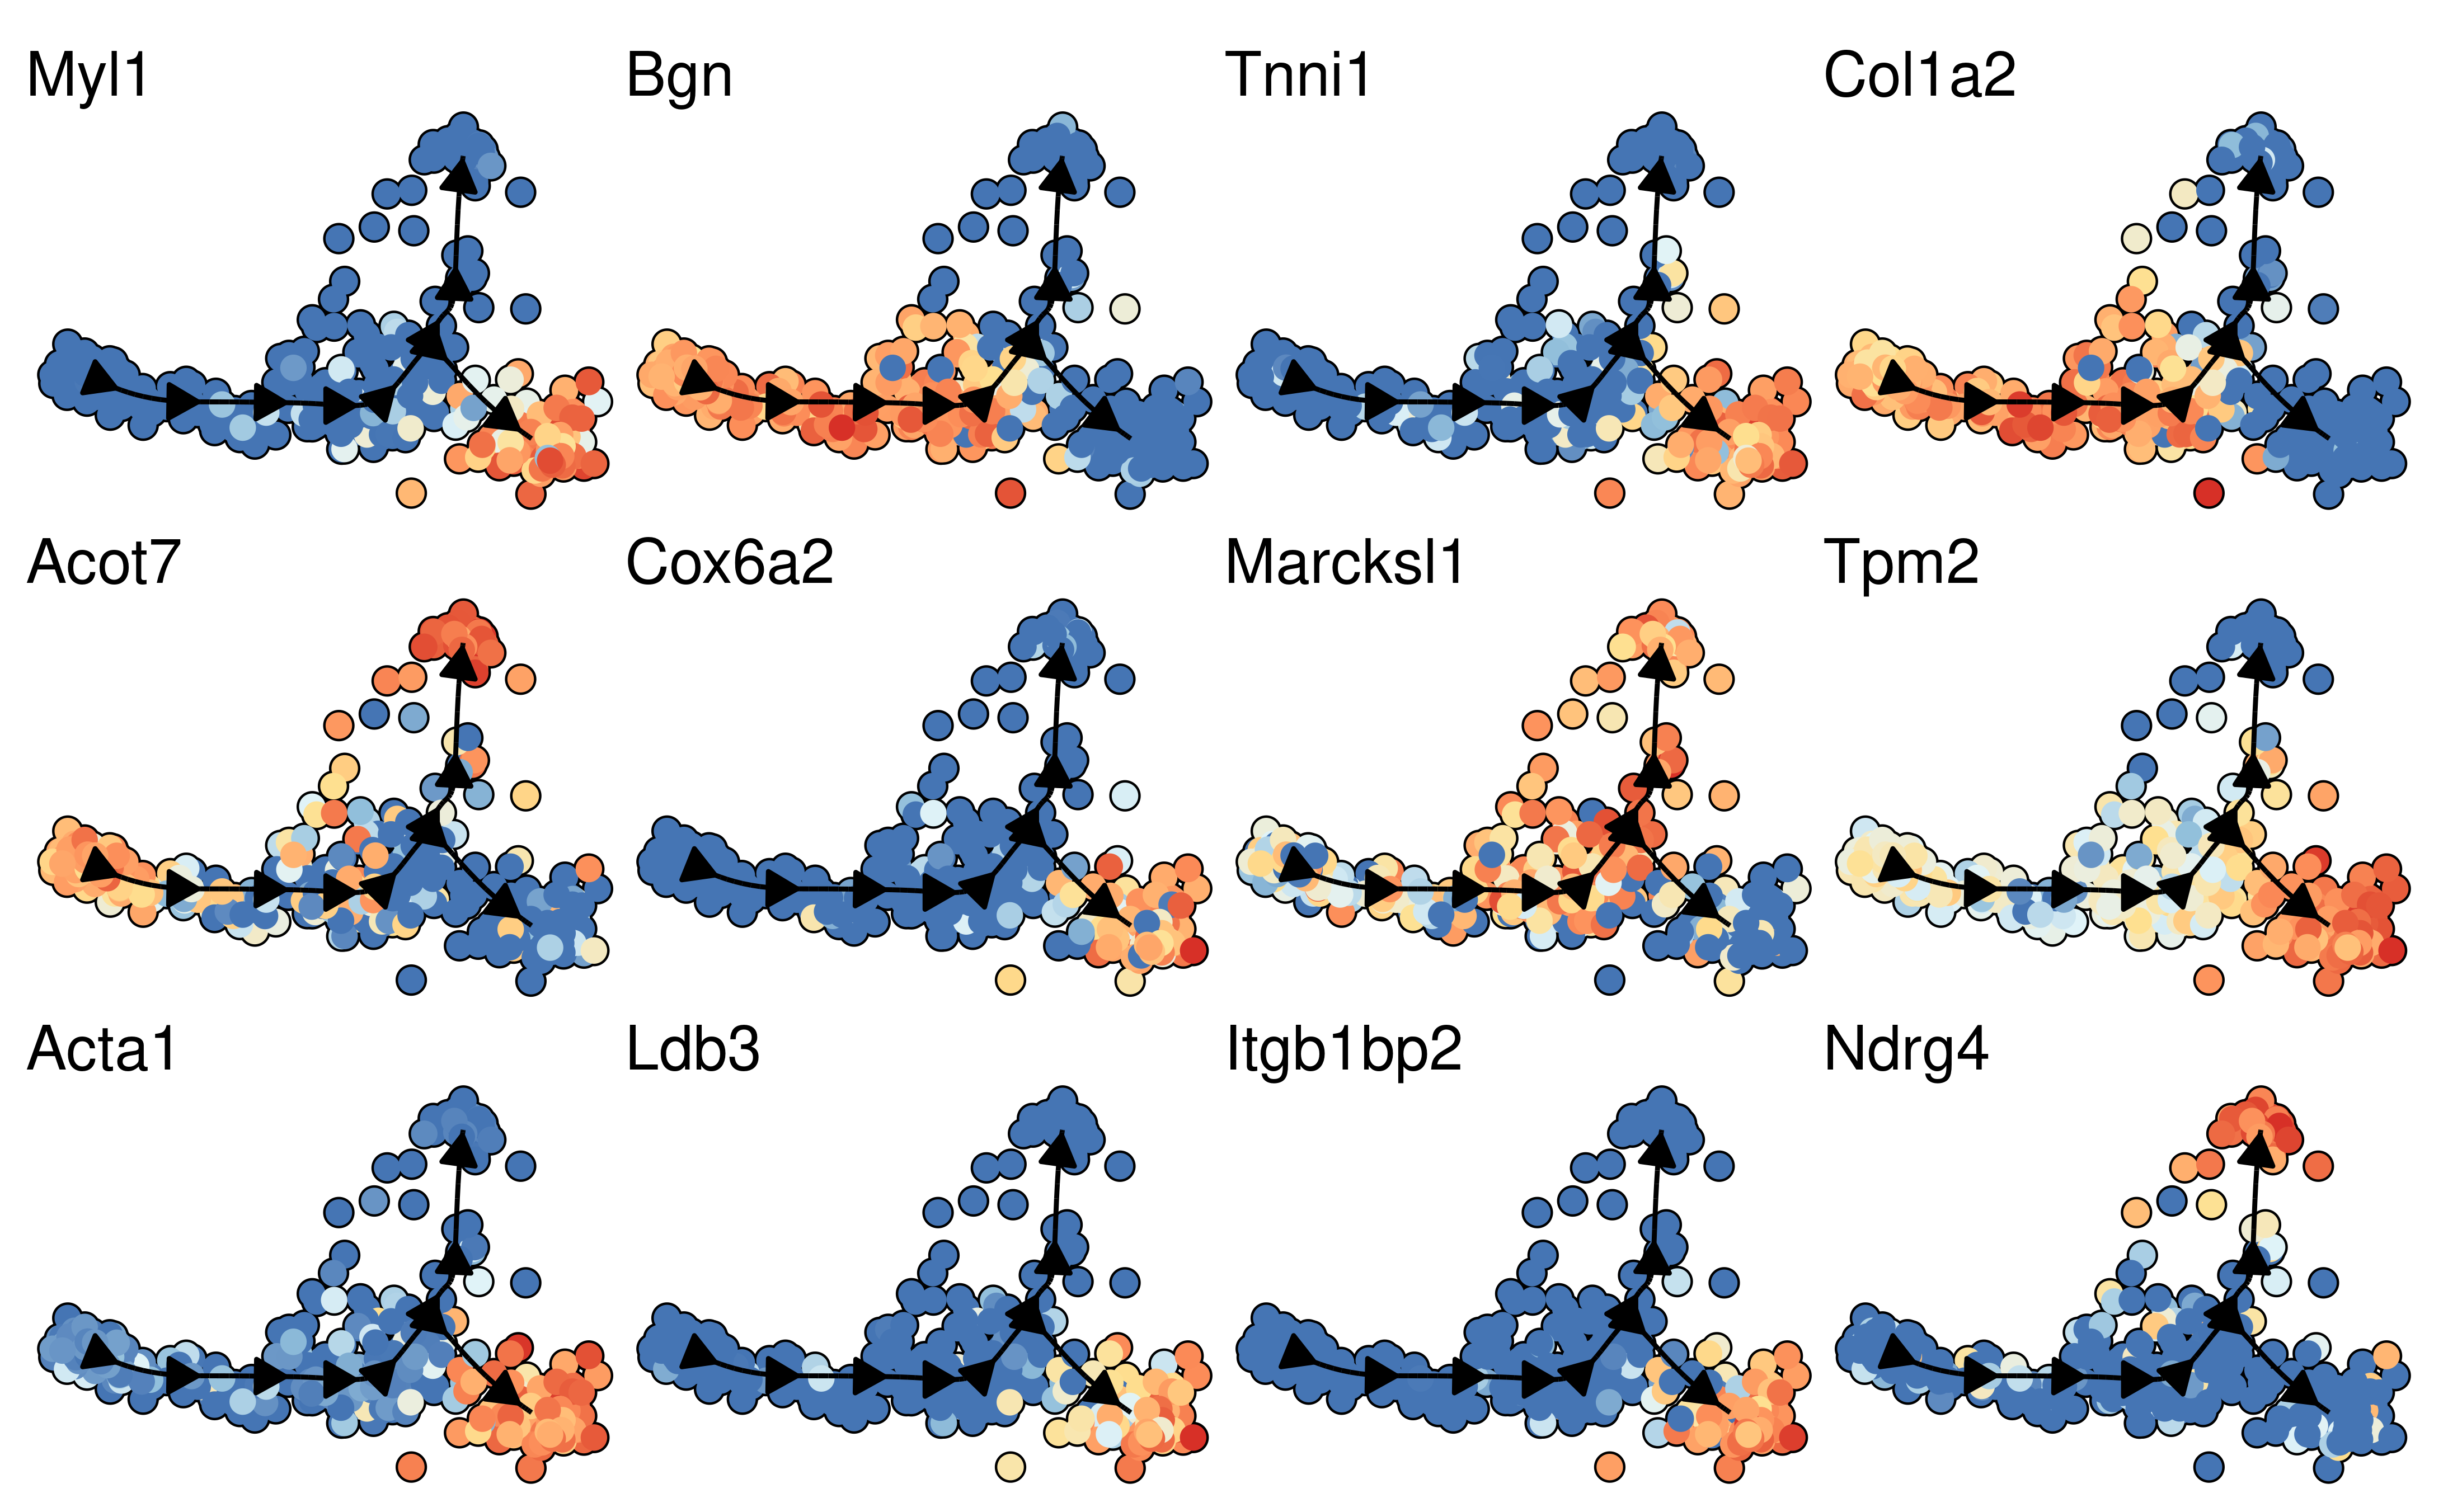 Myl1
Bgn
Tnni1
Col1a2
Acot7
Cox6a2
Marcksl1
Tpm2
Acta1
Ldb3
Itgb1bp2
Ndrg4